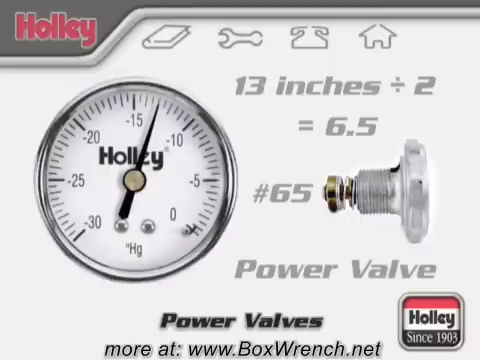 Holley
13 inches ÷ 2
= 6.5
-15
-20
-10
Holley
-25
-5
-30
0
"Hg
#65
Power Valve
Power Valves
Holley
Since 1903
more at: www.BoxWrench.net